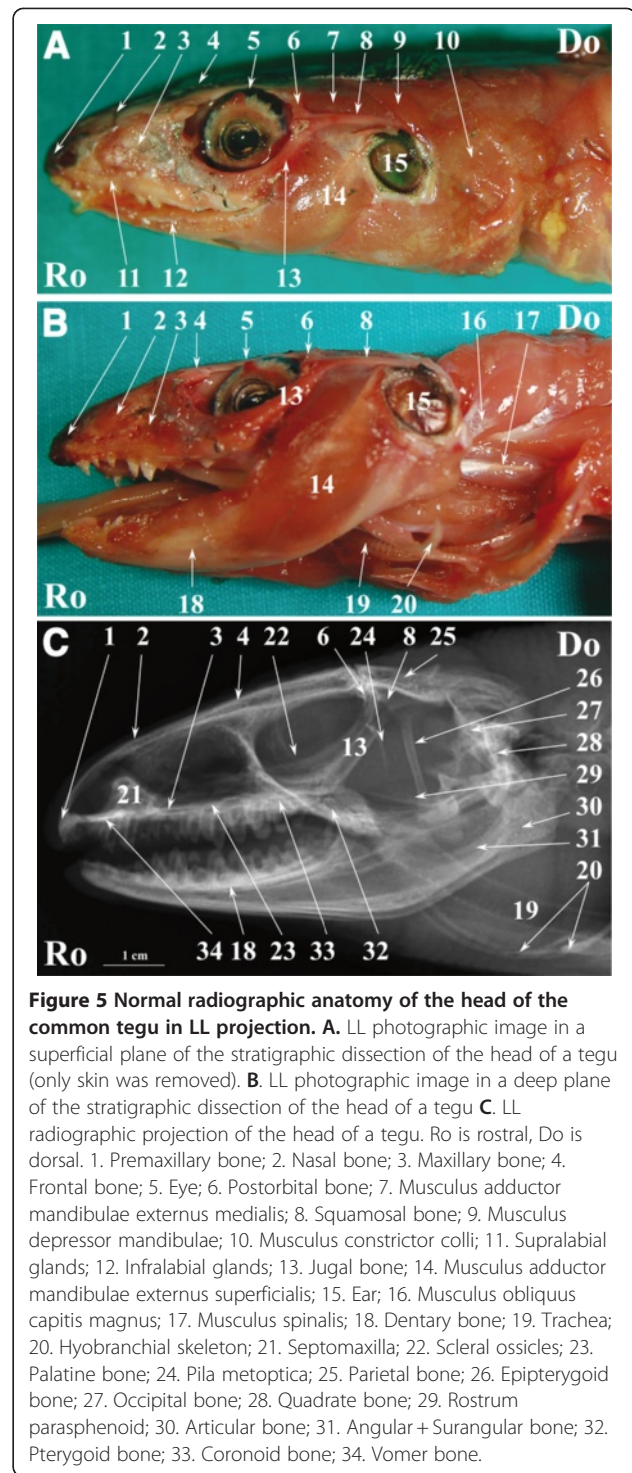 A 1 2 3 4 5 6 7 8 9 10 Do
15
14
Ro 11 12 13
B Do
1 2 3 4 5 6 8 16 17
13
15
14
Ro 18 19 20
C 1 2 3 4 22 6 24 8 25 Do
26
13 27
28
21 29
30
31
20
19
Ro 1 cm 34 18 23 33 32
Figure 5 Normal radiographic anatomy of the head of the
common tegu in LL projection. A. LL photographic image in a
superficial plane of the stratigraphic dissection of the head of a tegu
(only skin was removed). B. LL photographic image in a deep plane
of the stratigraphic dissection of the head of a tegu C. LL
radiographic projection of the head of a tegu. Ro is rostral, Do is
dorsal. 1. Premaxillary bone; 2. Nasal bone; 3. Maxillary bone; 4.
Frontal bone; 5. Eye; 6. Postorbital bone; 7. Musculus adductor
mandibulae externus medialis; 8. Squamosal bone; 9. Musculus
depressor mandibulae; 10. Musculus constrictor colli; 11. Supralabial
glands; 12. Infralabial glands; 13. Jugal bone; 14. Musculus adductor
mandibulae externus superficialis; 15. Ear; 16. Musculus obliquus
capitis magnus; 17. Musculus spinalis; 18. Dentary bone; 19. Trachea;
20. Hyobranchial skeleton; 21. Septomaxilla; 22. Scleral ossicles; 23.
Palatine bone; 24. Pila metoptica; 25. Parietal bone; 26. Epipterygoid
bone; 27. Occipital bone; 28. Quadrate bone; 29. Rostrum
parasphenoid; 30. Articular bone; 31. Angular + Surangular bone; 32.
Pterygoid bone; 33. Coronoid bone; 34. Vomer bone.